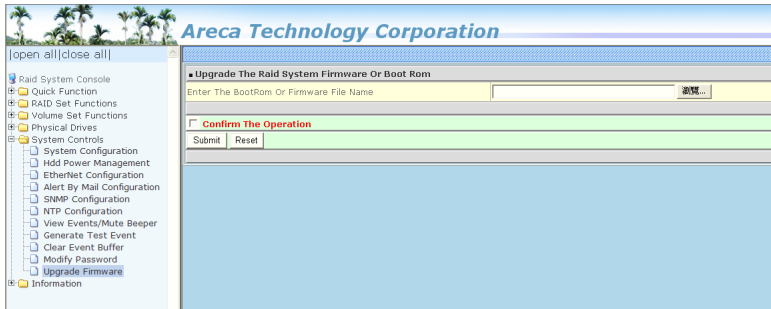 Areca Technology Corporation
|open all|close all|
Raid System Console
Quick Function
RAID Set Functions
Volume Set Functions
Physical Drives
System Controls
System Configuration
Hdd Power Management
EtherNet Configuration
Alert By Mail Configuration
SNMP Configuration
NTP Configuration
View Events/Mute Beeper
Generate Test Event
Clear Event Buffer
Modify Password
Upgrade Firmware
Information
Upgrade The Raid System Firmware Or Boot Rom
Enter The BootRom Or Firmware File Name
瀏覽...
Confirm The Operation
Submit Reset